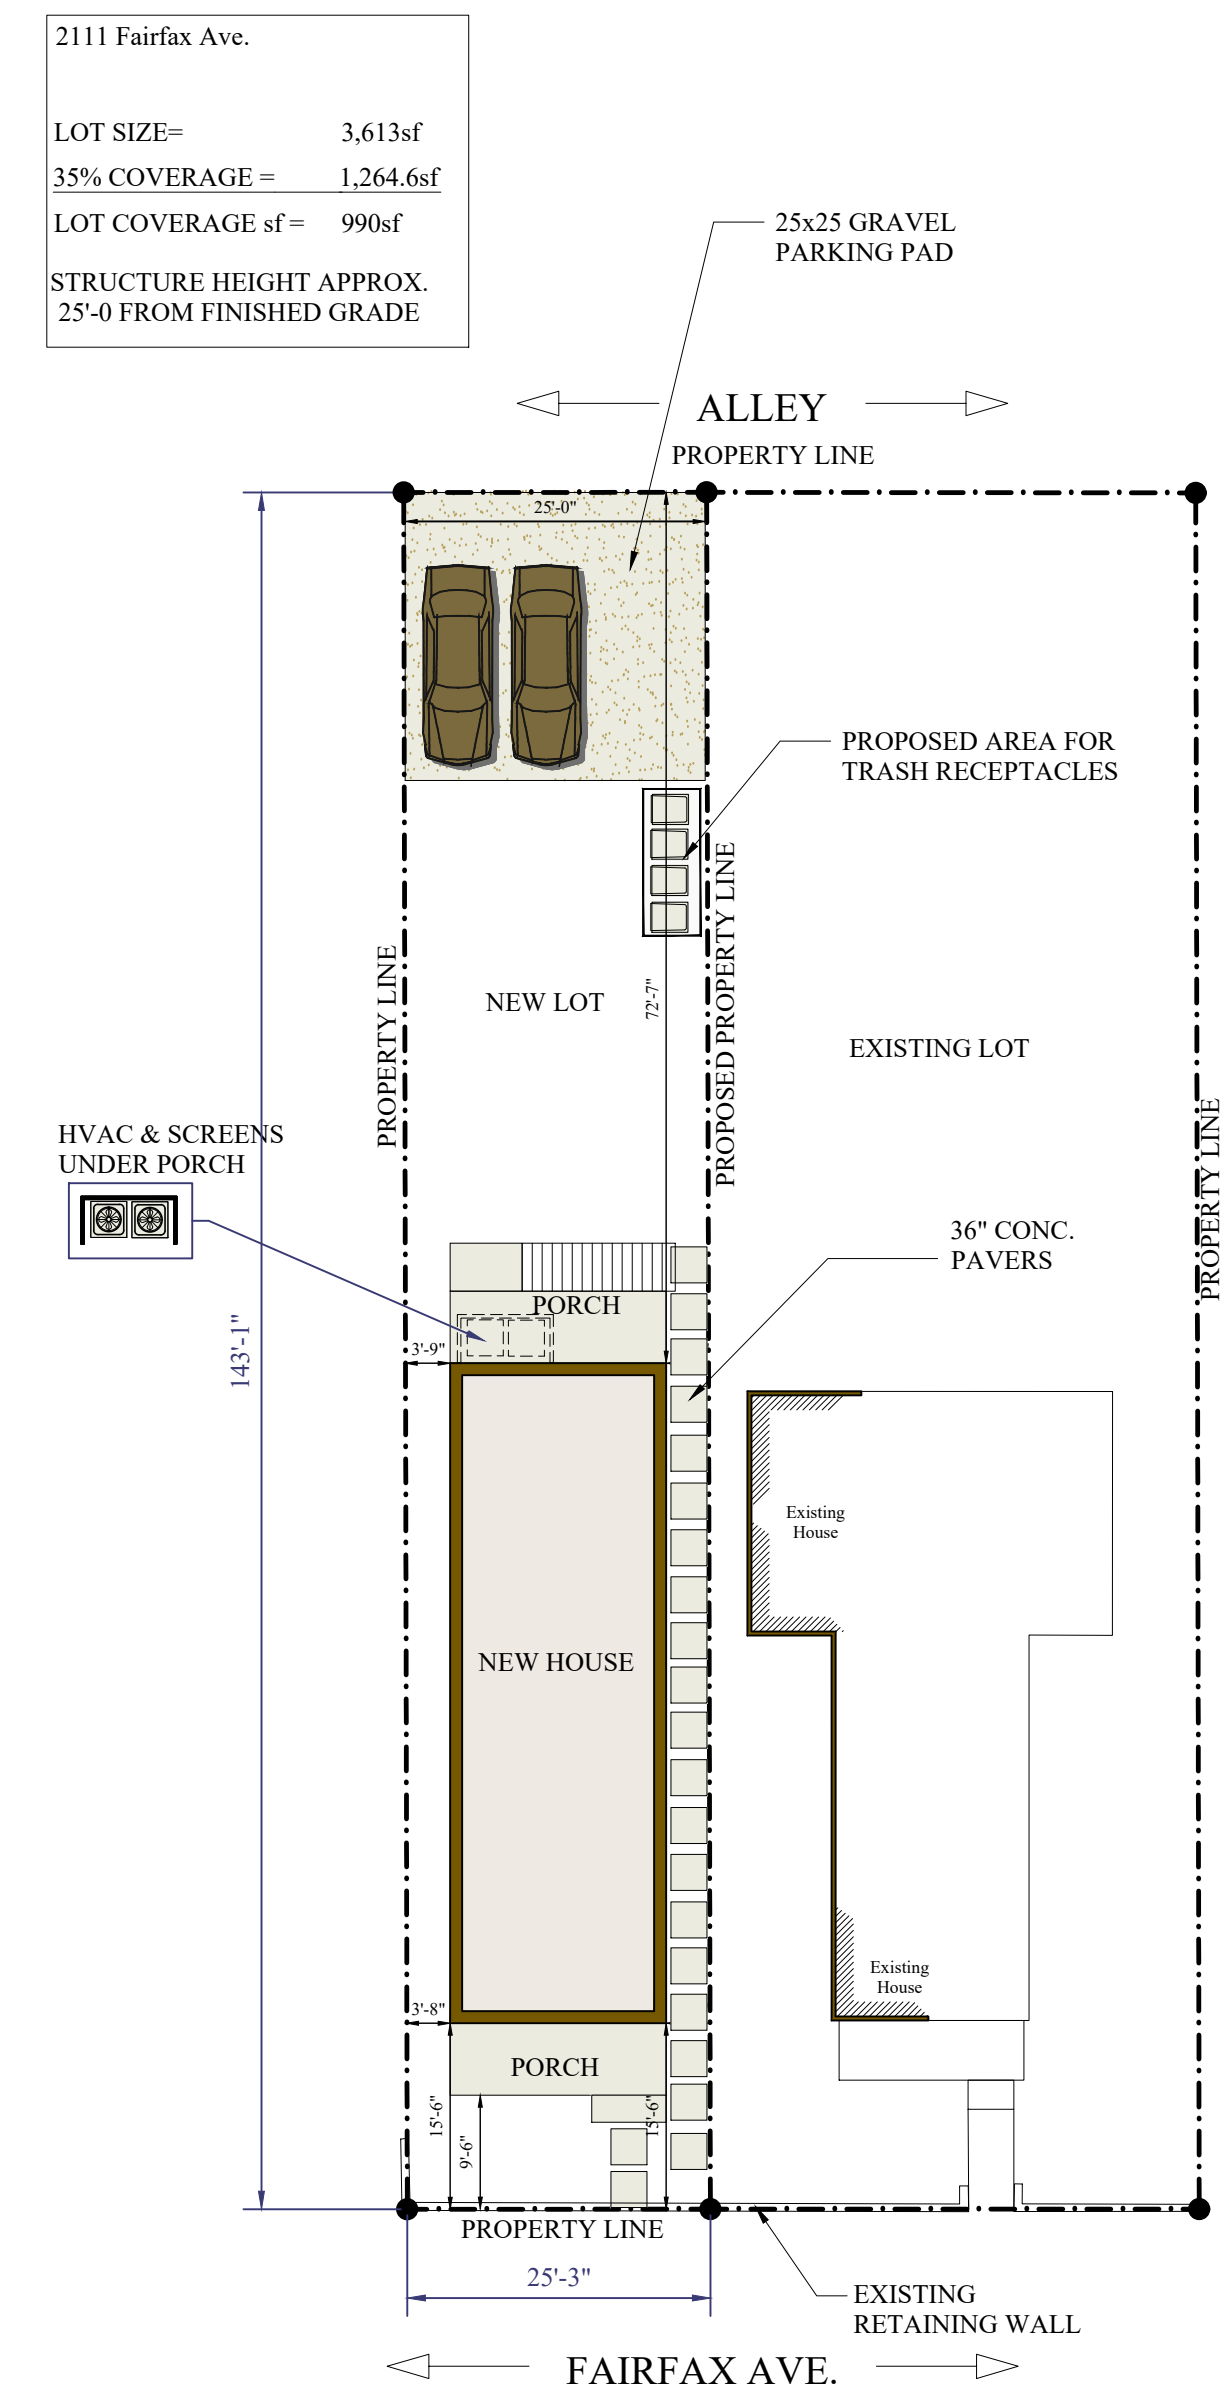 2111 Fairfax Ave.
LOT SIZE= 3,613sf
35% COVERAGE = 1,264.6sf
LOT COVERAGE sf = 990sf
STRUCTURE HEIGHT APPROX.
25'-0 FROM FINISHED GRADE
25x25 GRAVEL
PARKING PAD
ALLEY
PROPERTY LINE
25'-0"
PROPOSED AREA FOR
TRASH RECEPTACLES
PROPERTY LINE
NEW LOT
72'-7"
PROPOSED PROPERTY LINE
EXISTING LOT
PROPERTY LINE
HVAC & SCREENS
UNDER PORCH
36" CONC.
PAVERS
143'-1"
PORCH
3'-9"
Existing
House
NEW HOUSE
Existing
House
3'-8"
PORCH
15'-6"
9'-6"
15'-6"
PROPERTY LINE
25'-3"
EXISTING
RETAINING WALL
FAIRFAX AVE.